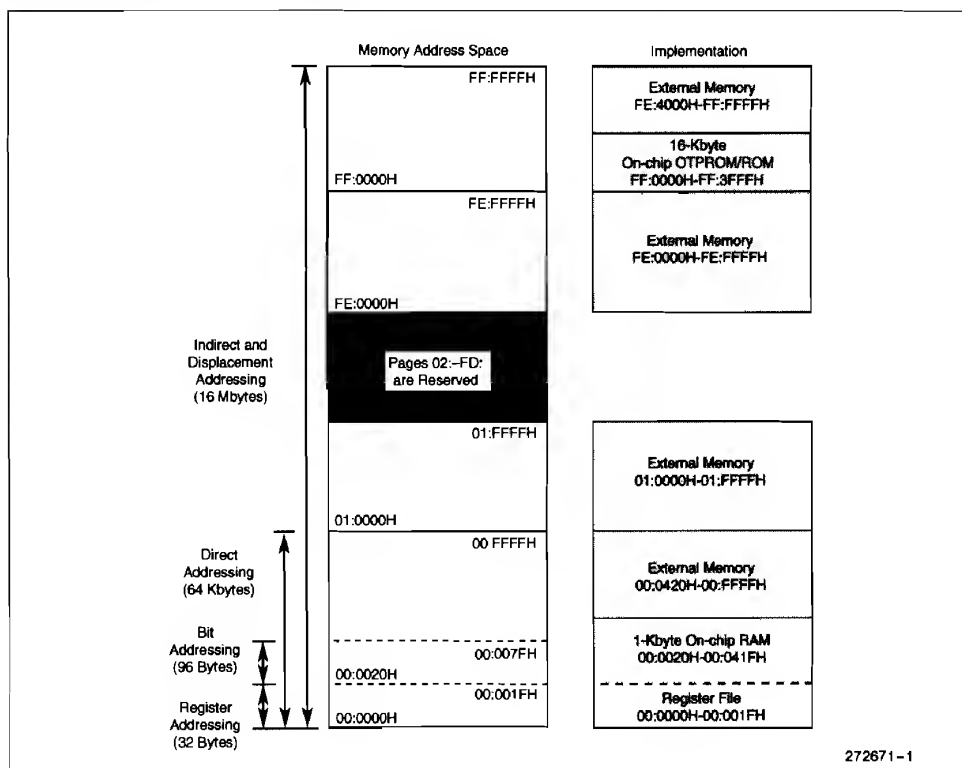 Memory Address Space
Implementation
FF:FFFFH
FF:0000H
FE:FFFFH
FE:0000H
Pages 02:–FD:
are Reserved
01:FFFFH
01:0000H
00 FFFFH
00:007FH
00:0020H
00:001FH
00:0000H
Indirect and
Displacement
Addressing
(16 Mbytes)
Direct
Addressing
(64 Kbytes)
Bit
Addressing
(96 Bytes)
Register
Addressing
(32 Bytes)
External Memory
FE:4000H-FF:FFFFH
16-Kbyte
On-chip OTPROM/ROM
FF:0000H-FF:3FFFH
External Memory
FE:0000H-FE:FFFFH
External Memory
01:0000H-01:FFFFH
External Memory
00:0420H-00:FFFFH
1-Kbyte On-chip RAM
00:0020H-00:041FH
Register File
00:0000H-00:001FH
272671-1